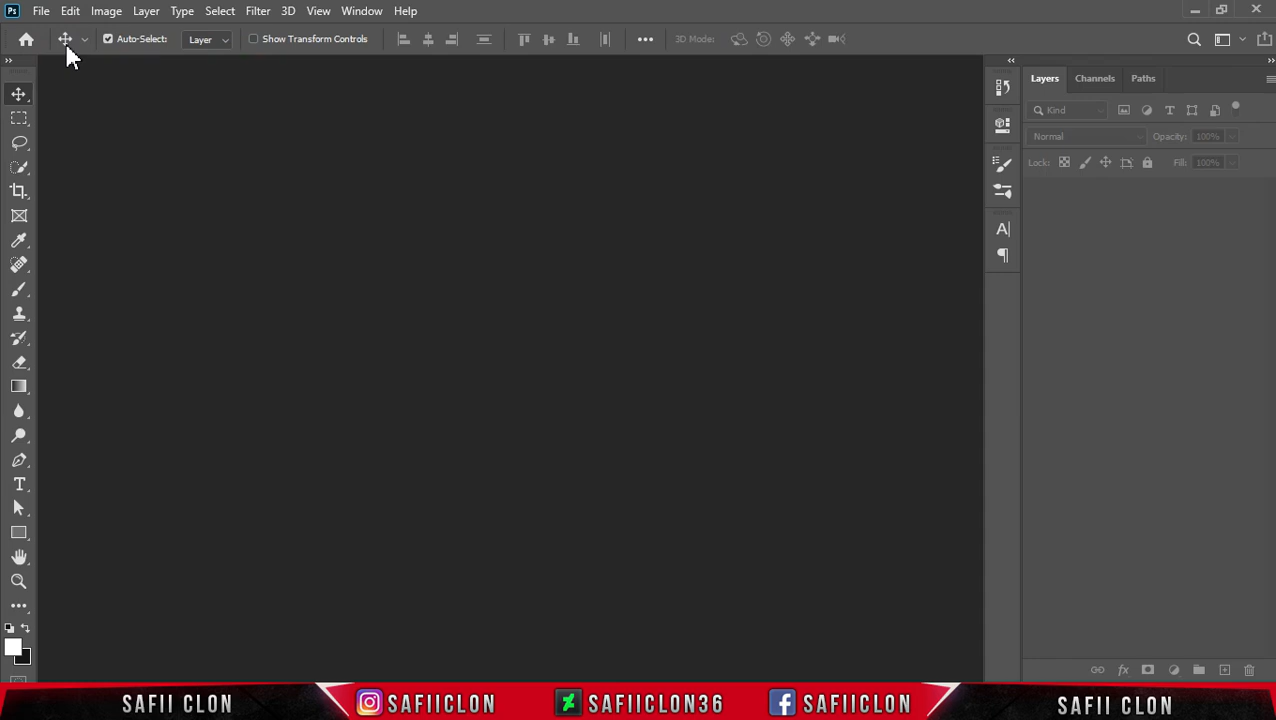 Ps File Edit Image Layer Type Select Filter 3D View Window Help
Auto-Select: Layer Show Transform Controls 3D Mode:
Layers Channels Paths
Kind
Normal Opacity: 100%
Lock: Fill: 100%
SAFII CLON SAFIICLON SAFIICLON36 SAFIICLON SAFII CLON